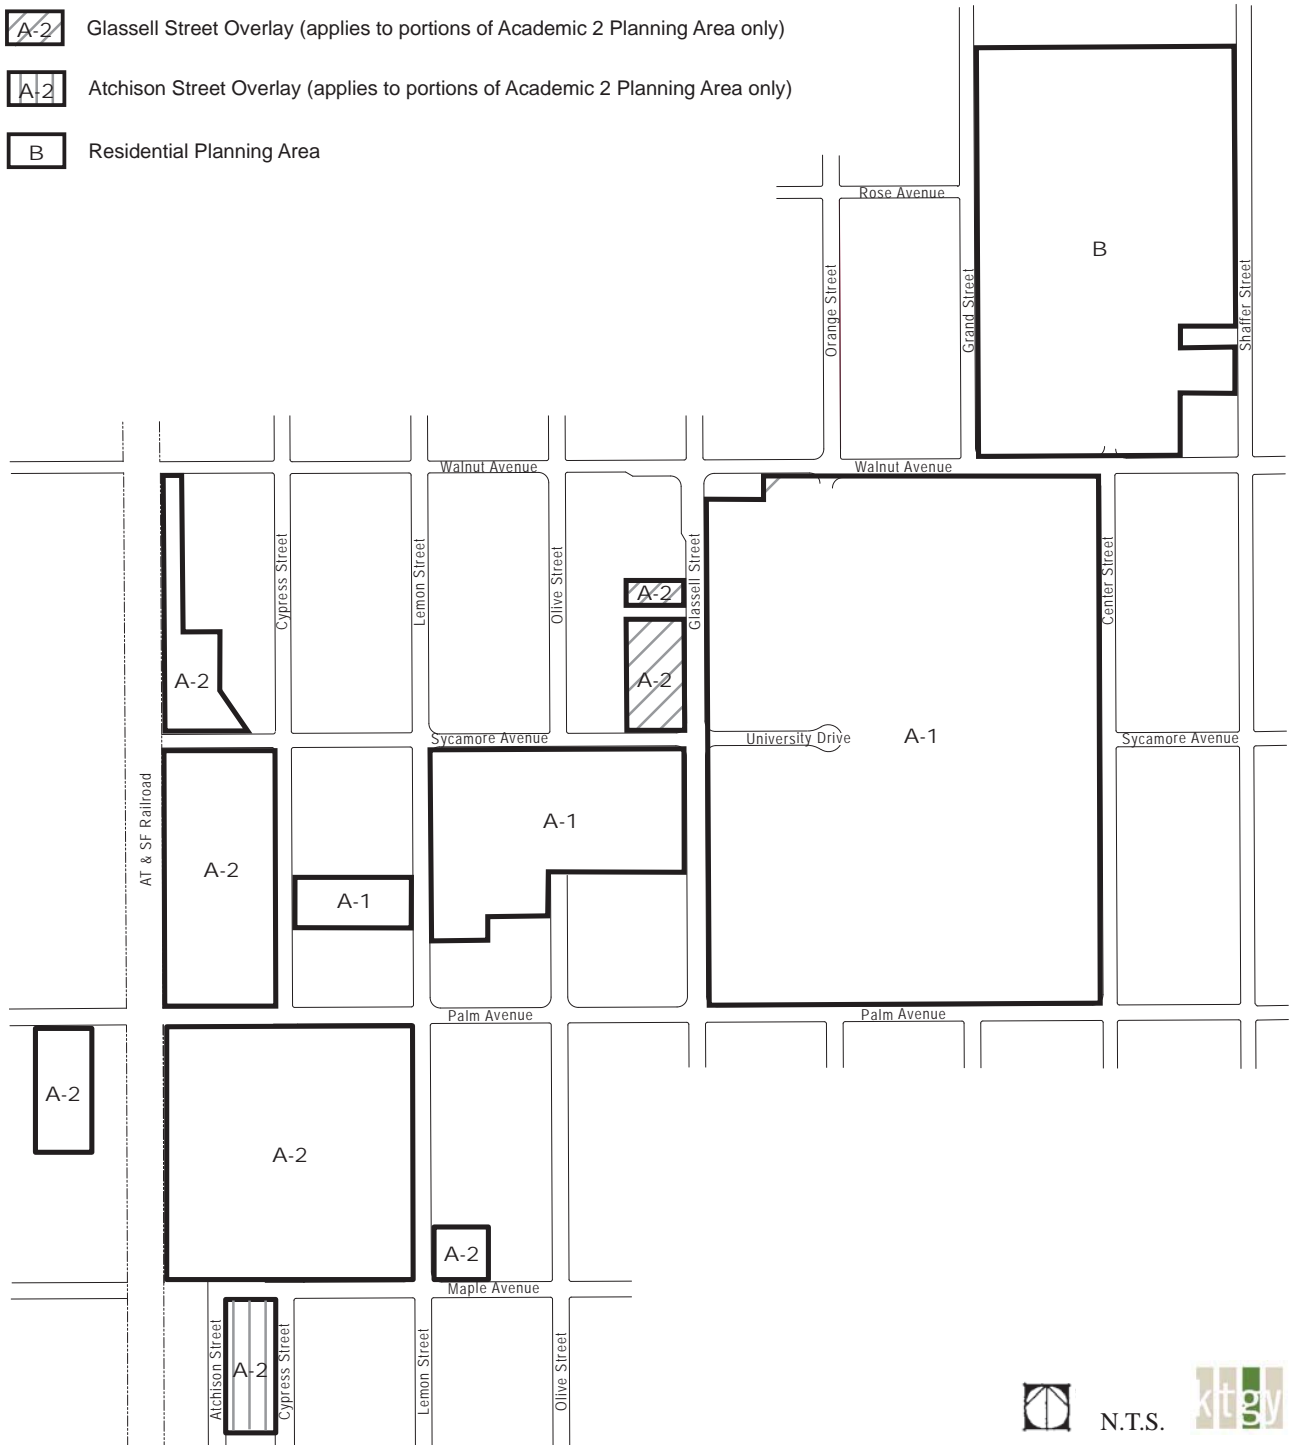 A-2 Glassell Street Overlay (applies to portions of Academic 2 Planning Area only)
A-2 Atchison Street Overlay (applies to portions of Academic 2 Planning Area only)
B Residential Planning Area
Rose Avenue
B
Orange Street
Grand Street
Shaffer Street
Walnut Avenue
Walnut Avenue
Cypress Street
Lemon Street
Olive Street
Glassell Street
Center Street
A-2
A-2
A-2
Sycamore Avenue
University Drive
A-1
Sycamore Avenue
AT & SF Railroad
A-1
A-2
A-1
Palm Avenue
Palm Avenue
A-2
A-2
A-2
Maple Avenue
Atchison Street
A-2
Cypress Street
Lemon Street
Olive Street
N.T.S.
ktgy